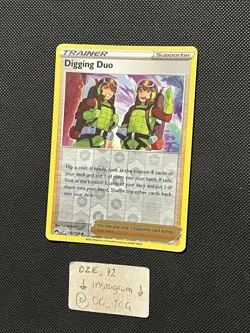 TRAINER
Supporter
Digging Duo
Flip a coin. If heads, look at the bottom 8 cards of
your deck and put 1 of them into your hand. If tails,
look at the bottom 3 cards of your deck and put 1 of
them into your hand. Shuffle the other cards back
into your deck.
You may play only 1 Supporter card during
your turn.
DZE_12
↓ instagram ↓